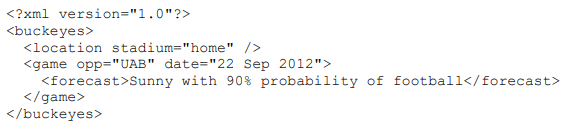 <?xml version="1.0"?>
<buckeyes>
  <location stadium="home" />
  <game opp="UAB" date="22 Sep 2012">
    <forecast>Sunny with 90% probability of football</forecast>
  </game>
</buckeyes>